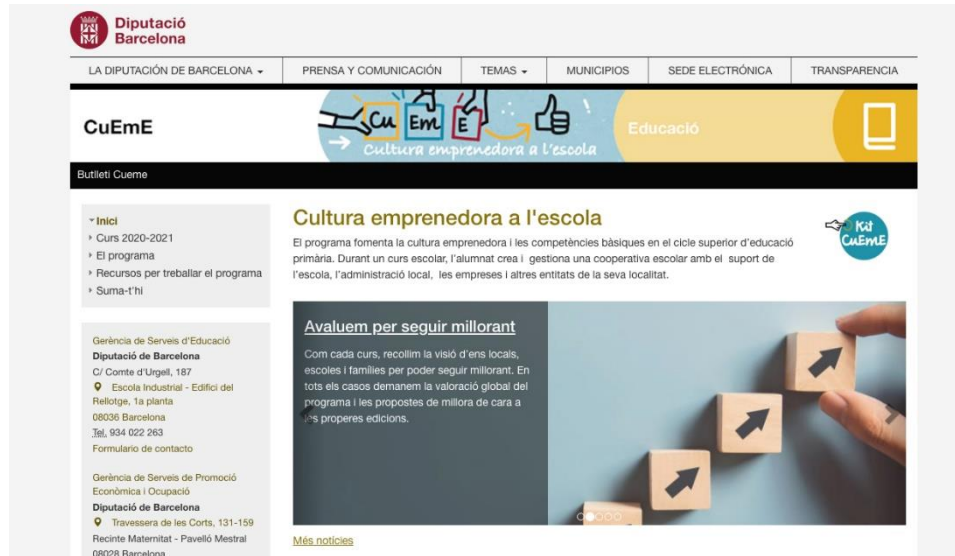 Diputació
Barcelona
LA DIPUTACIÓN DE BARCELONA
PRENSA Y COMUNICACIÓN
TEMAS
MUNICIPIOS
SEDE ELECTRÓNICA
TRANSPARENCIA
CuEmE
Cu Em E
Cultura emprenedora a l'escola
Educació
Butlletí Cueme
Inici
Curs 2020-2021
El programa
Recursos per treballar el programa
Suma-t'hi
Cultura emprenedora a l'escola
El programa fomenta la cultura emprenedora i les competències bàsiques en el cicle superior d'educació
primària. Durant un curs escolar, l'alumnat crea i gestiona una cooperativa escolar amb el suport de
l'escola, l'administració local, les empreses i altres entitats de la seva localitat.
Kit
CuEmE
Gerència de Serveis d'Educació
Diputació de Barcelona
C/ Comte d'Urgell, 187
Escola Industrial - Edifici del
Rellotge, 1a planta
08036 Barcelona
Tel. 934 022 263
Formulario de contacto
Gerència de Serveis de Promoció
Econòmica i Ocupació
Diputació de Barcelona
Travessera de les Corts, 131-159
Recinte Maternitat - Pavelló Mestral
08028 Barcelona
Avaluem per seguir millorant
Com cada curs, recollim la visió d'ens locals,
escoles i famílies per poder seguir millorant. En
tots els casos demanem la valoració global del
programa i les propostes de millora de cara a
les properes edicions.
Més notícies